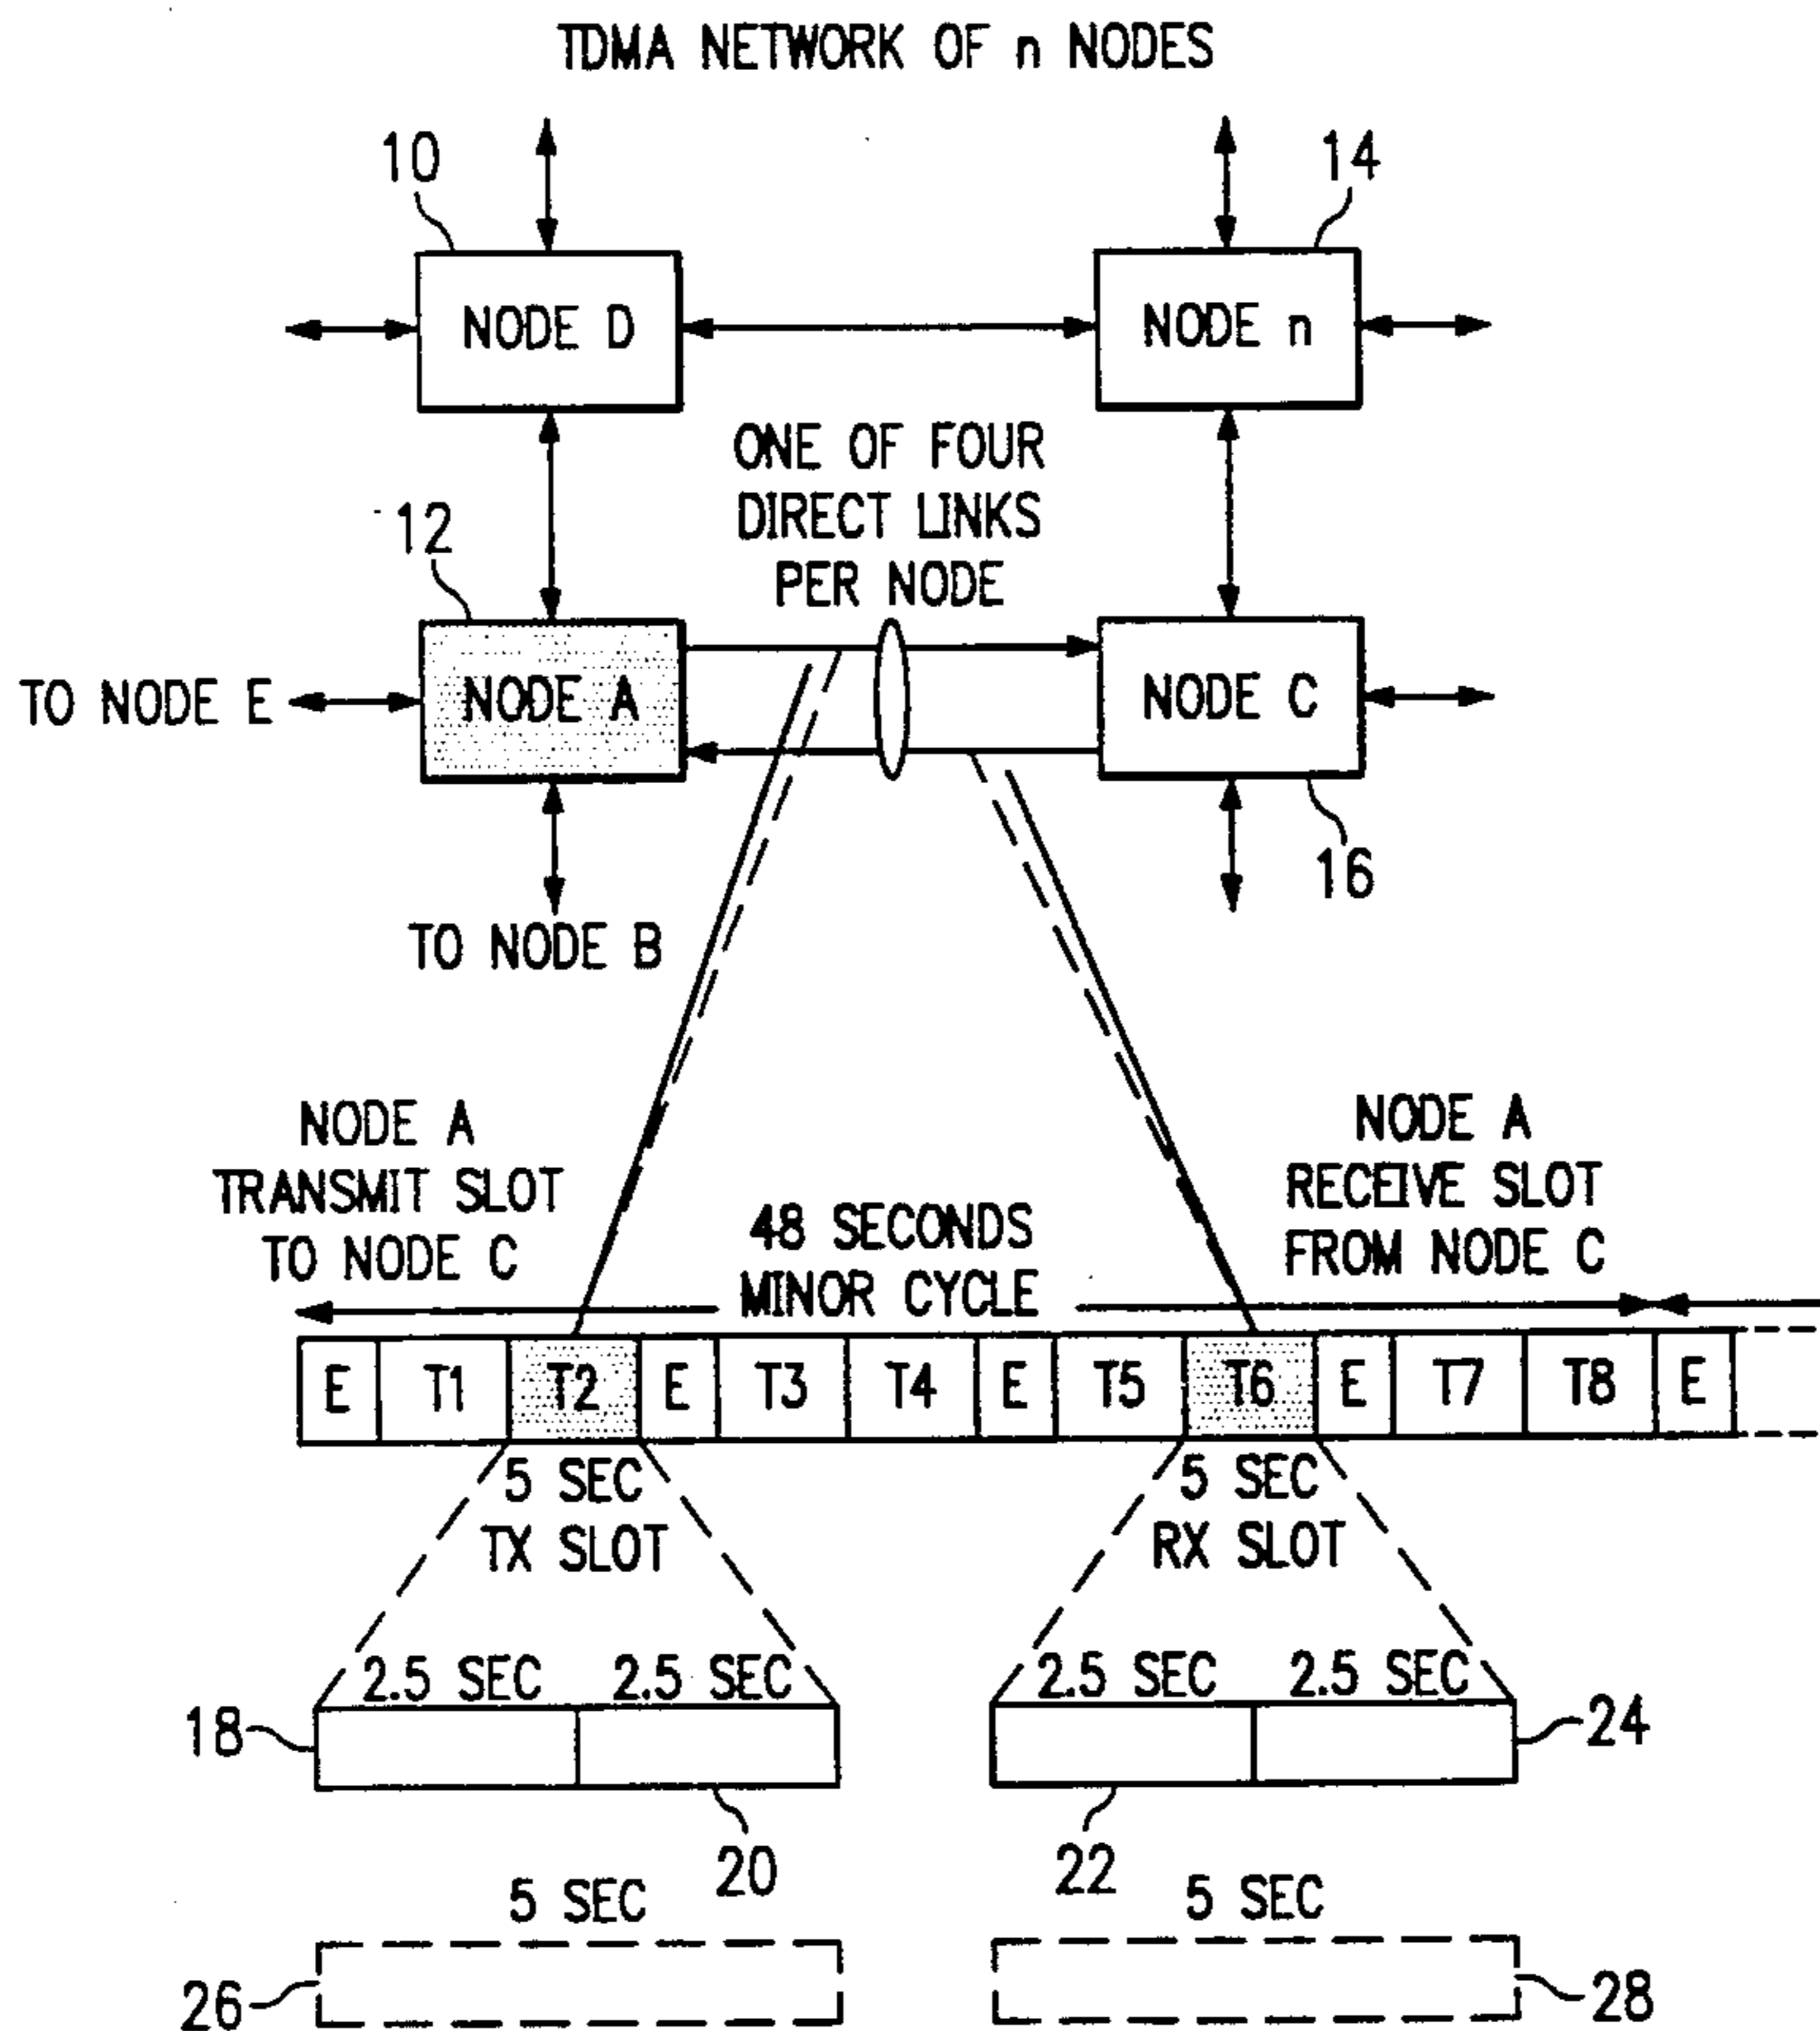 TDMA NETWORK OF n NODES
10
14
NODE D
NODE n
ONE OF FOUR
DIRECT LINKS
PER NODE
12
TO NODE E
NODE A
NODE C
16
TO NODE B
NODE A
TRANSMIT SLOT
TO NODE C
48 SECONDS
MINOR CYCLE
NODE A
RECEIVE SLOT
FROM NODE C
E T1 T2 E T3 T4 E T5 T6 E T7 T8 E
5 SEC
TX SLOT
5 SEC
RX SLOT
2.5 SEC 2.5 SEC
2.5 SEC 2.5 SEC
18
20
22
24
5 SEC
5 SEC
26
28